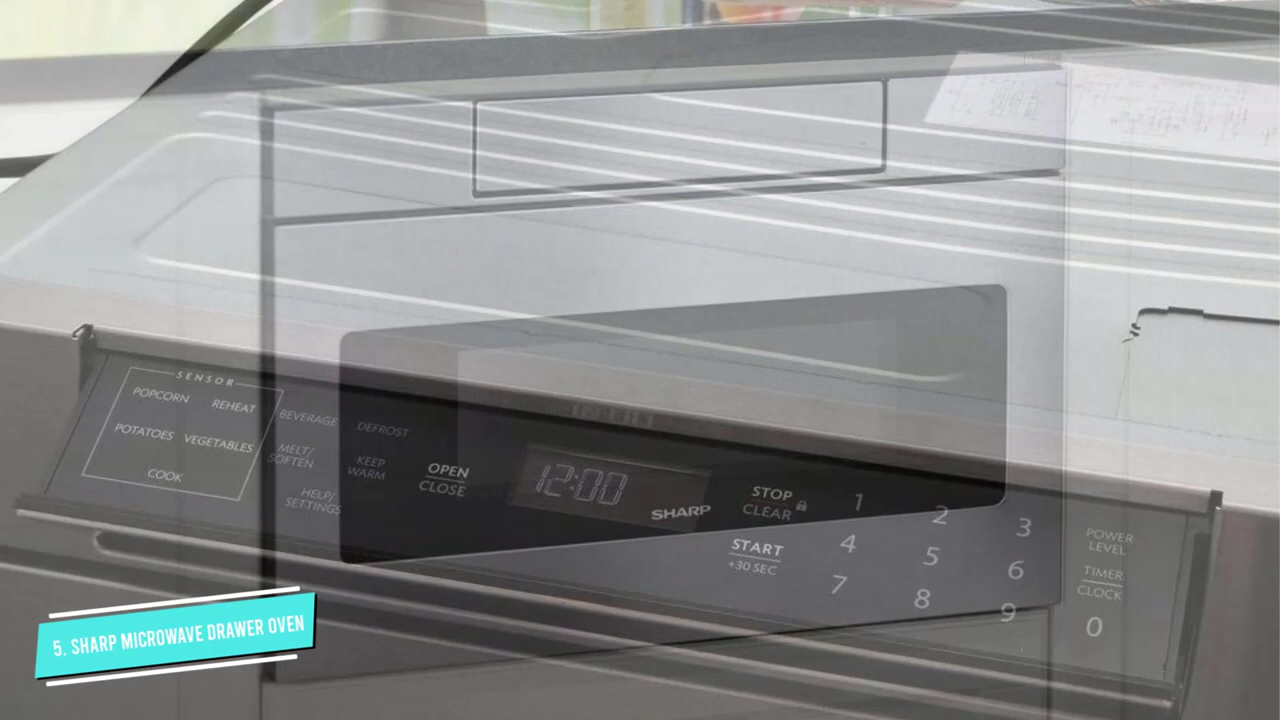 SENSOR
POPCORN REHEAT
POTATOES VEGETABLES
COOK
BEVERAGE
MELT/
SOFTEN
HELP/
SETTINGS
DEFROST
KEEP
WARM
OPEN
CLOSE
12:00
SHARP
STOP
CLEAR
START
+30 SEC
1 2 3
4 5 6
7 8 9
0
POWER
LEVEL
TIMER
CLOCK
5. SHARP MICROWAVE DRAWER OVEN